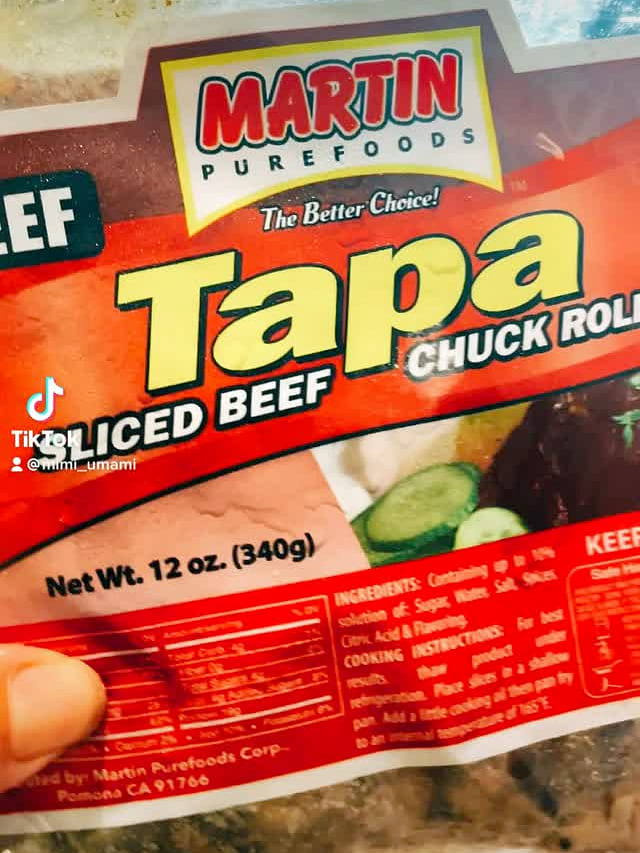 MARTIN
PUREFOODS
TM
The Better Choice!
EEF
Tapa
SLICED BEEF
CHUCK ROLL
TikTok
@mimi_umami
Net Wt. 12 oz. (340g)
KEEP
INGREDIENTS: Containing up to
solution of: Sugar, Water, Salt, Spices
Citric Acid & Flavoring.
COOKING INSTRUCTIONS: For best
results, thaw product under
refrigeration. Place slices in a shallow
pan. Add a little cooking oil then pan fry
to an internal temperature of 165°F.
by: Martin Purefoods Corp.
Pomona CA 91766